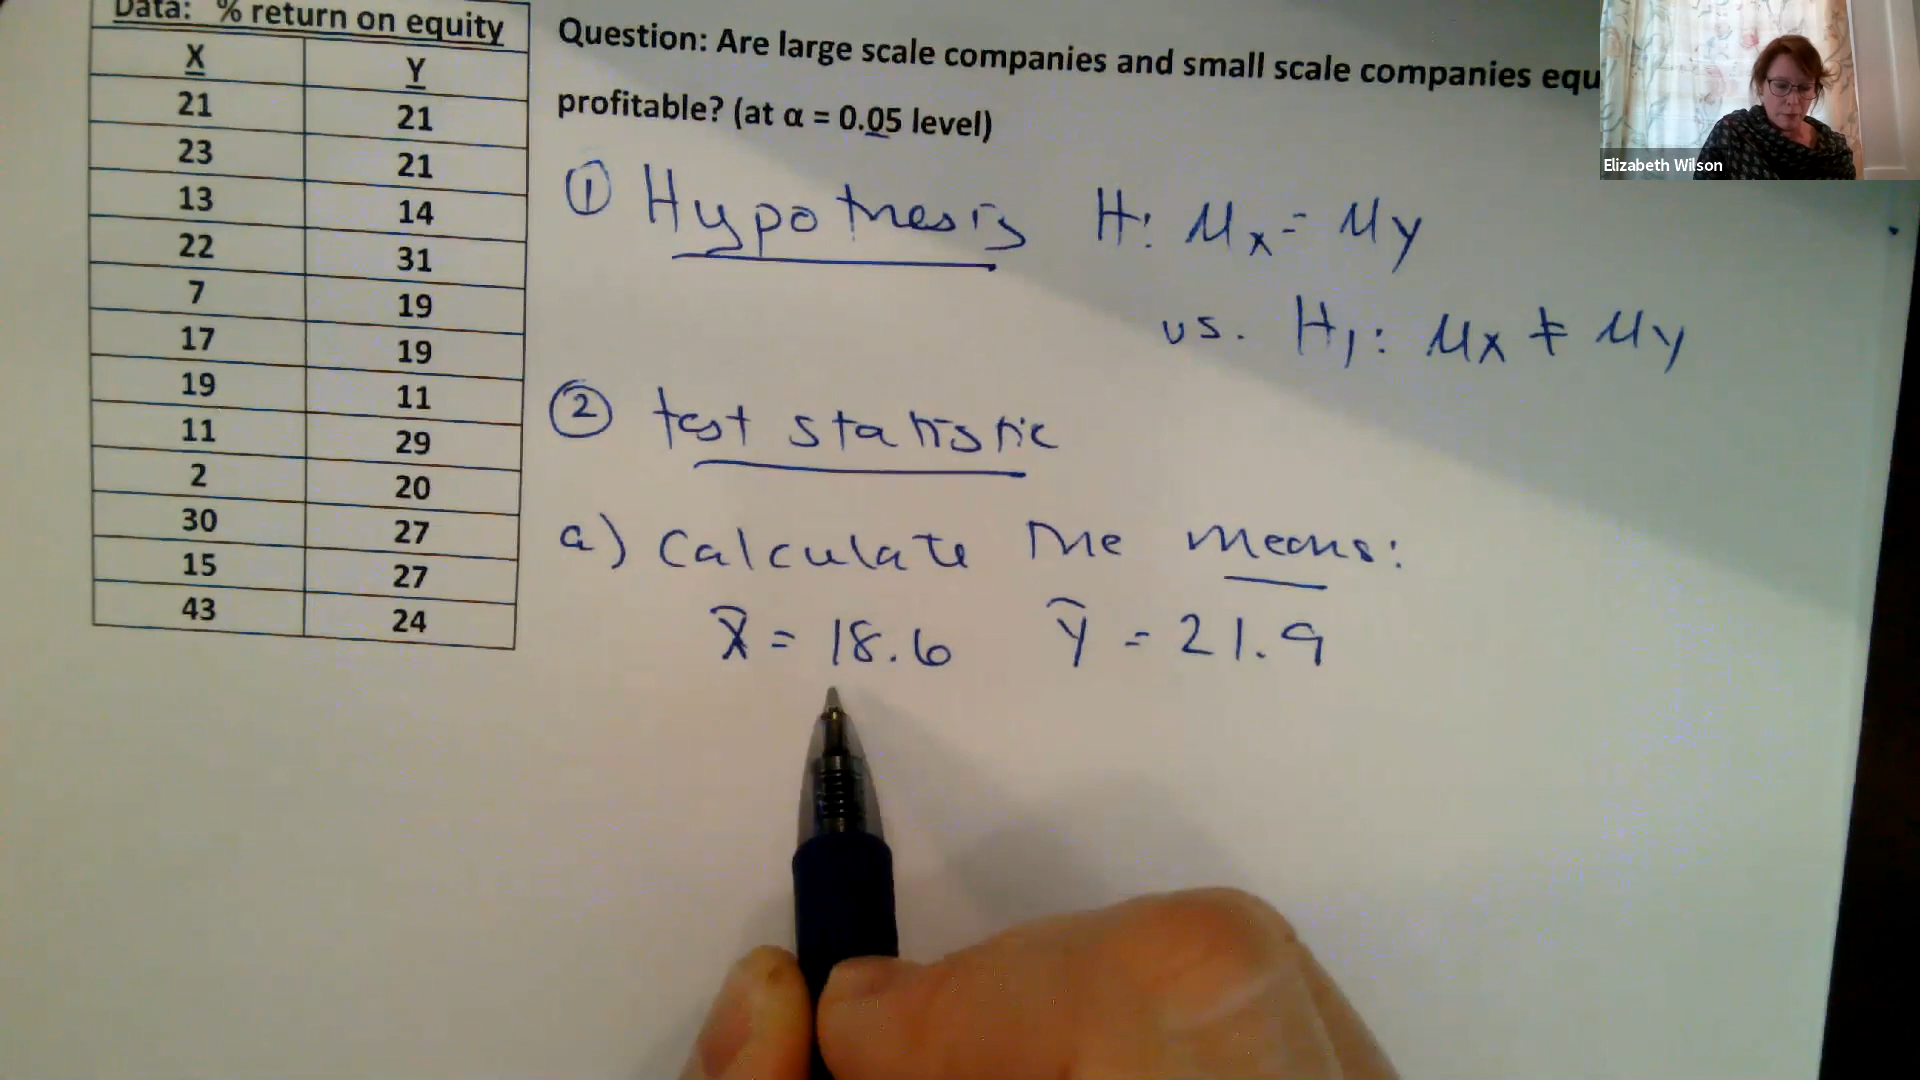 Data: % return on equity
X Y
21 21
23 21
13 14
22 31
7 19
17 19
19 11
11 29
2 20
30 27
15 27
43 24
Question: Are large scale companies and small scale companies equ
profitable? (at α = 0.05 level)
① Hypothesis H: μx = μy
vs. H1: μx ≠ μy
② test statistic
a) Calculate the means:
X̄ = 18.6 Ȳ = 21.9
Elizabeth Wilson